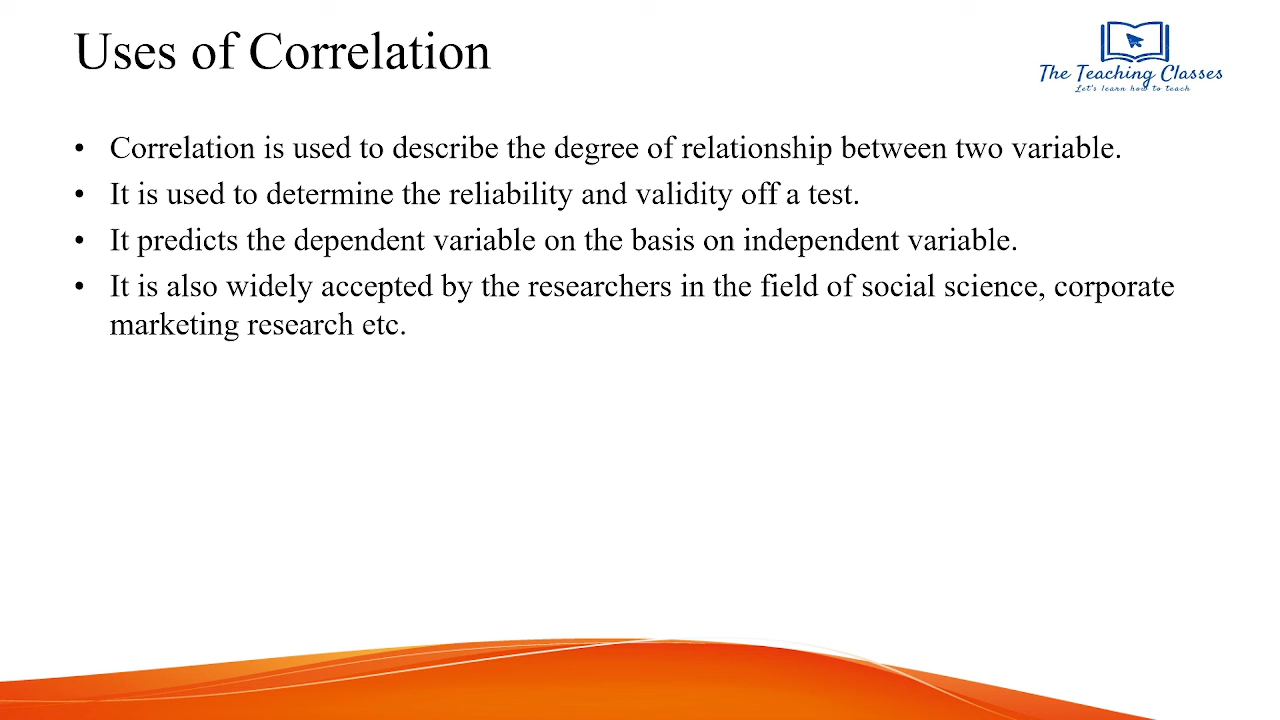 Uses of Correlation
The Teaching Classes
Let's learn how to teach
• Correlation is used to describe the degree of relationship between two variable.
• It is used to determine the reliability and validity off a test.
• It predicts the dependent variable on the basis on independent variable.
• It is also widely accepted by the researchers in the field of social science, corporate
marketing research etc.